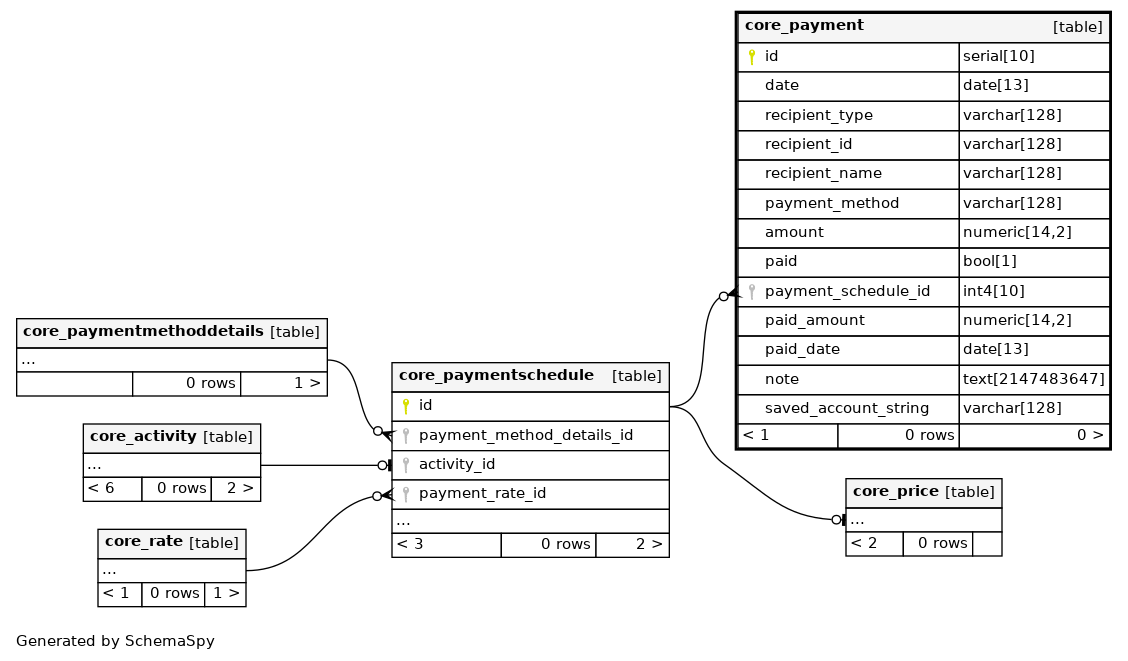 core_payment [table]
id serial[10]
date date[13]
recipient_type varchar[128]
recipient_id varchar[128]
recipient_name varchar[128]
payment_method varchar[128]
amount numeric[14,2]
paid bool[1]
payment_schedule_id int4[10]
paid_amount numeric[14,2]
paid_date date[13]
note text[2147483647]
saved_account_string varchar[128]
< 1 0 rows 0 >
core_paymentmethoddetails [table]
...
0 rows 1 >
core_activity [table]
...
< 6 0 rows 2 >
core_rate [table]
...
< 1 0 rows 1 >
core_paymentschedule [table]
id
payment_method_details_id
activity_id
payment_rate_id
...
< 3 0 rows 2 >
core_price [table]
...
< 2 0 rows
Generated by SchemaSpy